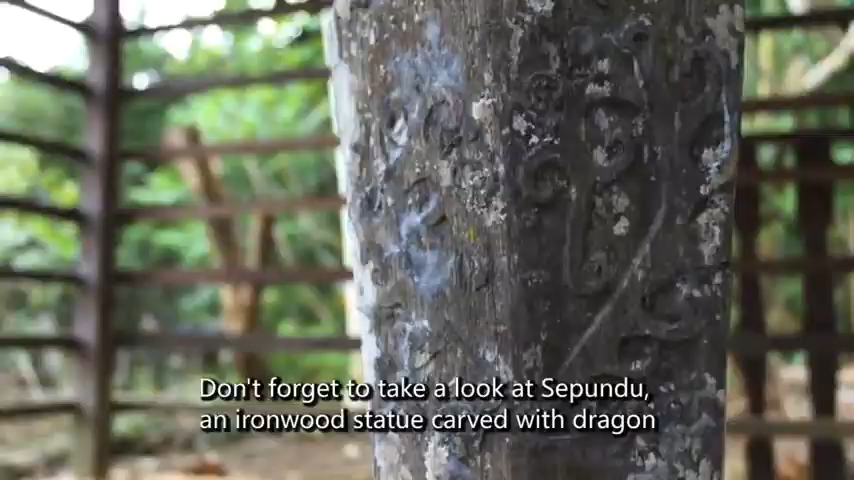 Don't forget to take a look at Sepundu,
an ironwood statue carved with dragon